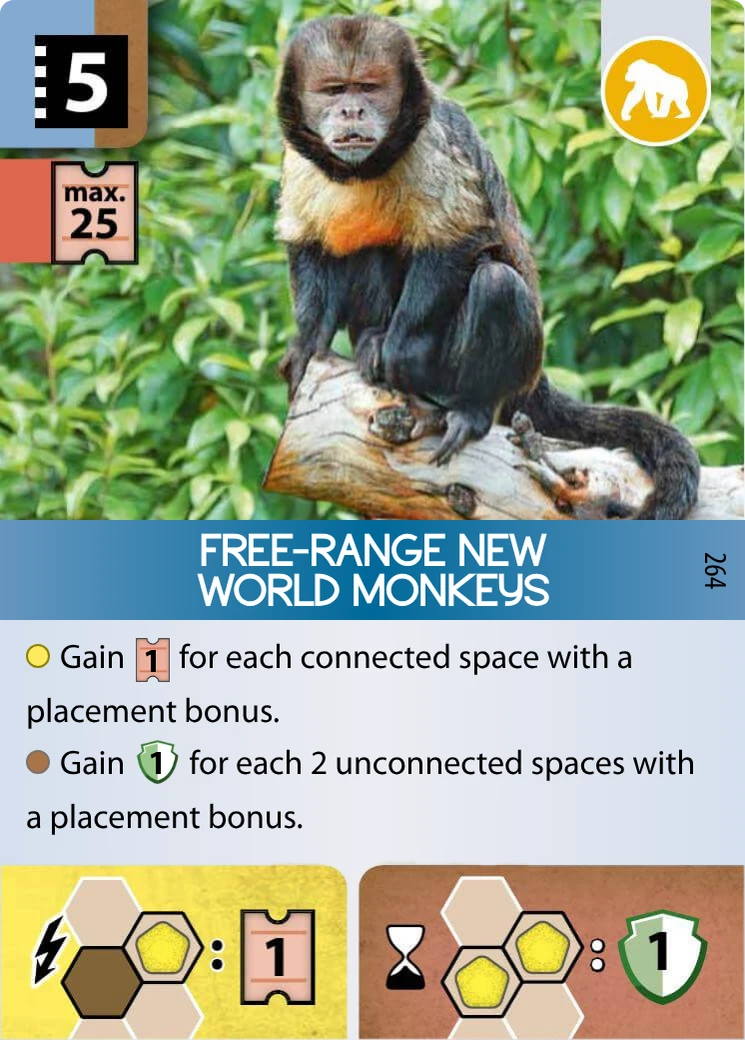 5
max.
25
FREE-RANGE NEW
WORLD MONKEYS
264
Gain 1 for each connected space with a
placement bonus.
Gain 1 for each 2 unconnected spaces with
a placement bonus.
: 1
: 1